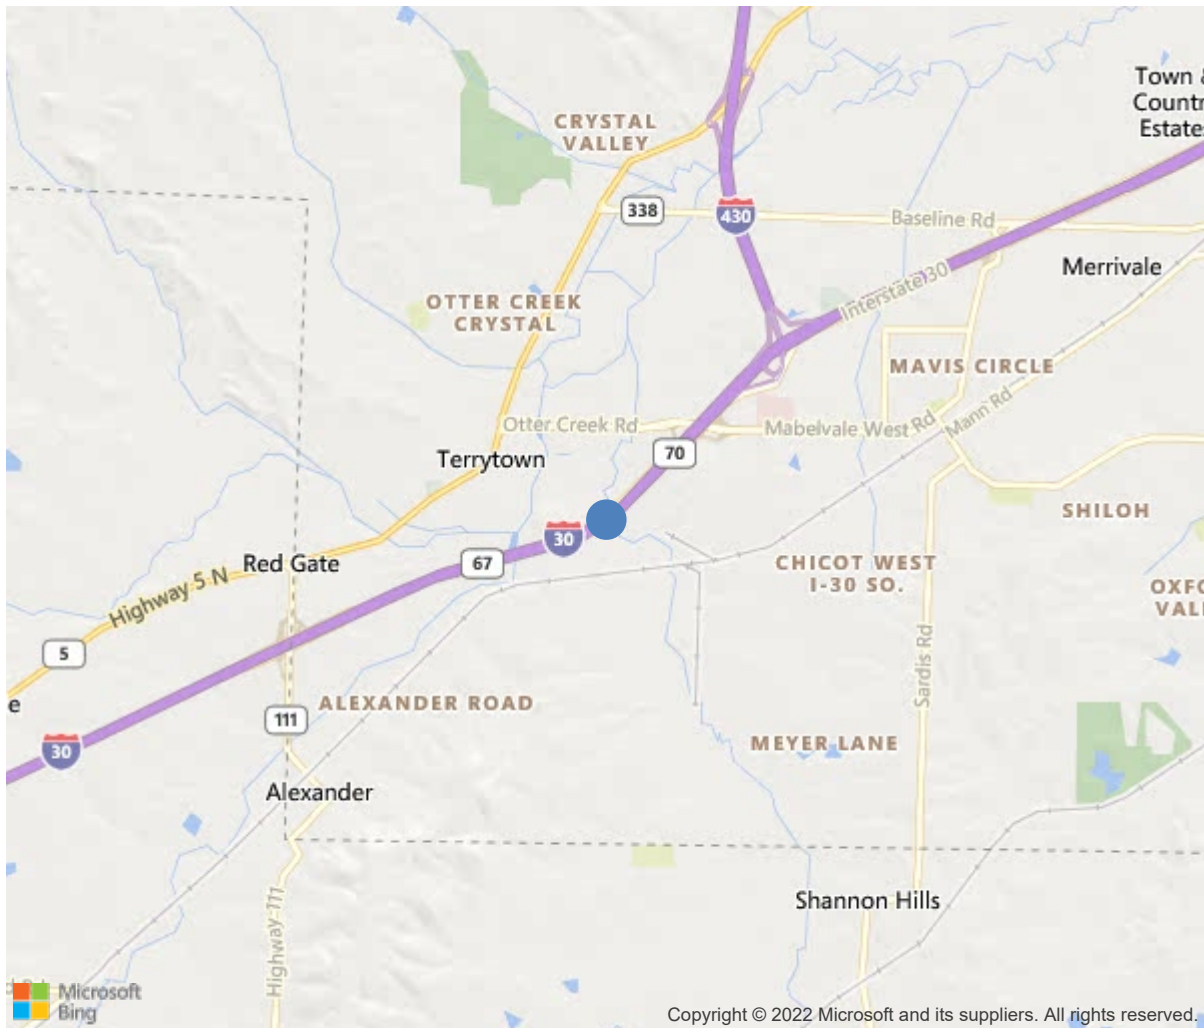 Town &
Countr
Estate
CRYSTAL
VALLEY
338
430
Baseline Rd
Merrivale
Interstate 30
OTTER CREEK
CRYSTAL
MAVIS CIRCLE
Otter Creek Rd
Mabelvale West Rd
Mann Rd
70
Terrytown
SHILOH
30
67
Red Gate
CHICOT WEST
I-30 SO.
OXFO
VALL
Highway 5 N
5
Sardis Rd
e
ALEXANDER ROAD
111
30
MEYER LANE
Alexander
Shannon Hills
Highway 111
Microsoft
Bing
Copyright © 2022 Microsoft and its suppliers. All rights reserved.